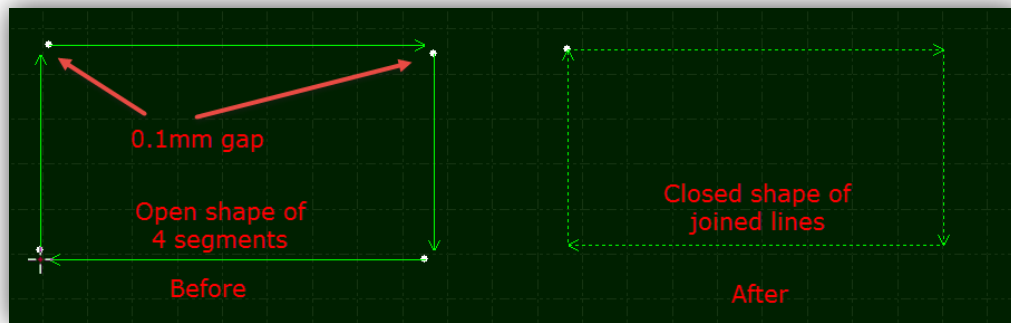 0.1mm gap
Open shape of
4 segments
Before
Closed shape of
joined lines
After